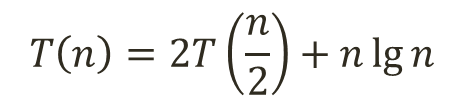 T(n) = 2T(n/2) + n lg n